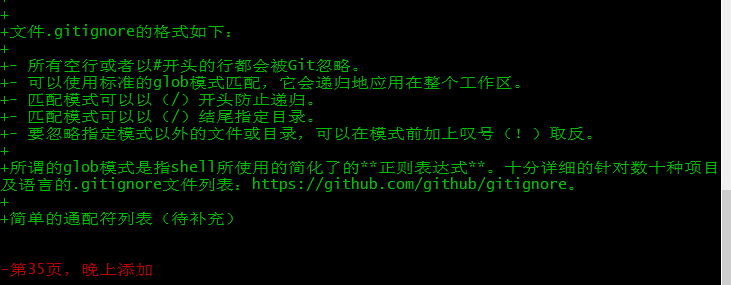 +
+
+文件.gitignore的格式如下：
+
+- 所有空行或者以#开头的行都会被Git忽略。
+- 可以使用标准的glob模式匹配，它会递归地应用在整个工作区。
+- 匹配模式可以以（/）开头防止递归。
+- 匹配模式可以以（/）结尾指定目录。
+- 要忽略指定模式以外的文件或目录，可以在模式前加上叹号（！）取反。
+
+所谓的glob模式是指shell所使用的简化了的**正则表达式**。十分详细的针对数十种项目
及语言的.gitignore文件列表：https://github.com/github/gitignore。
+
+简单的通配符列表（待补充）
-第35页，晚上添加